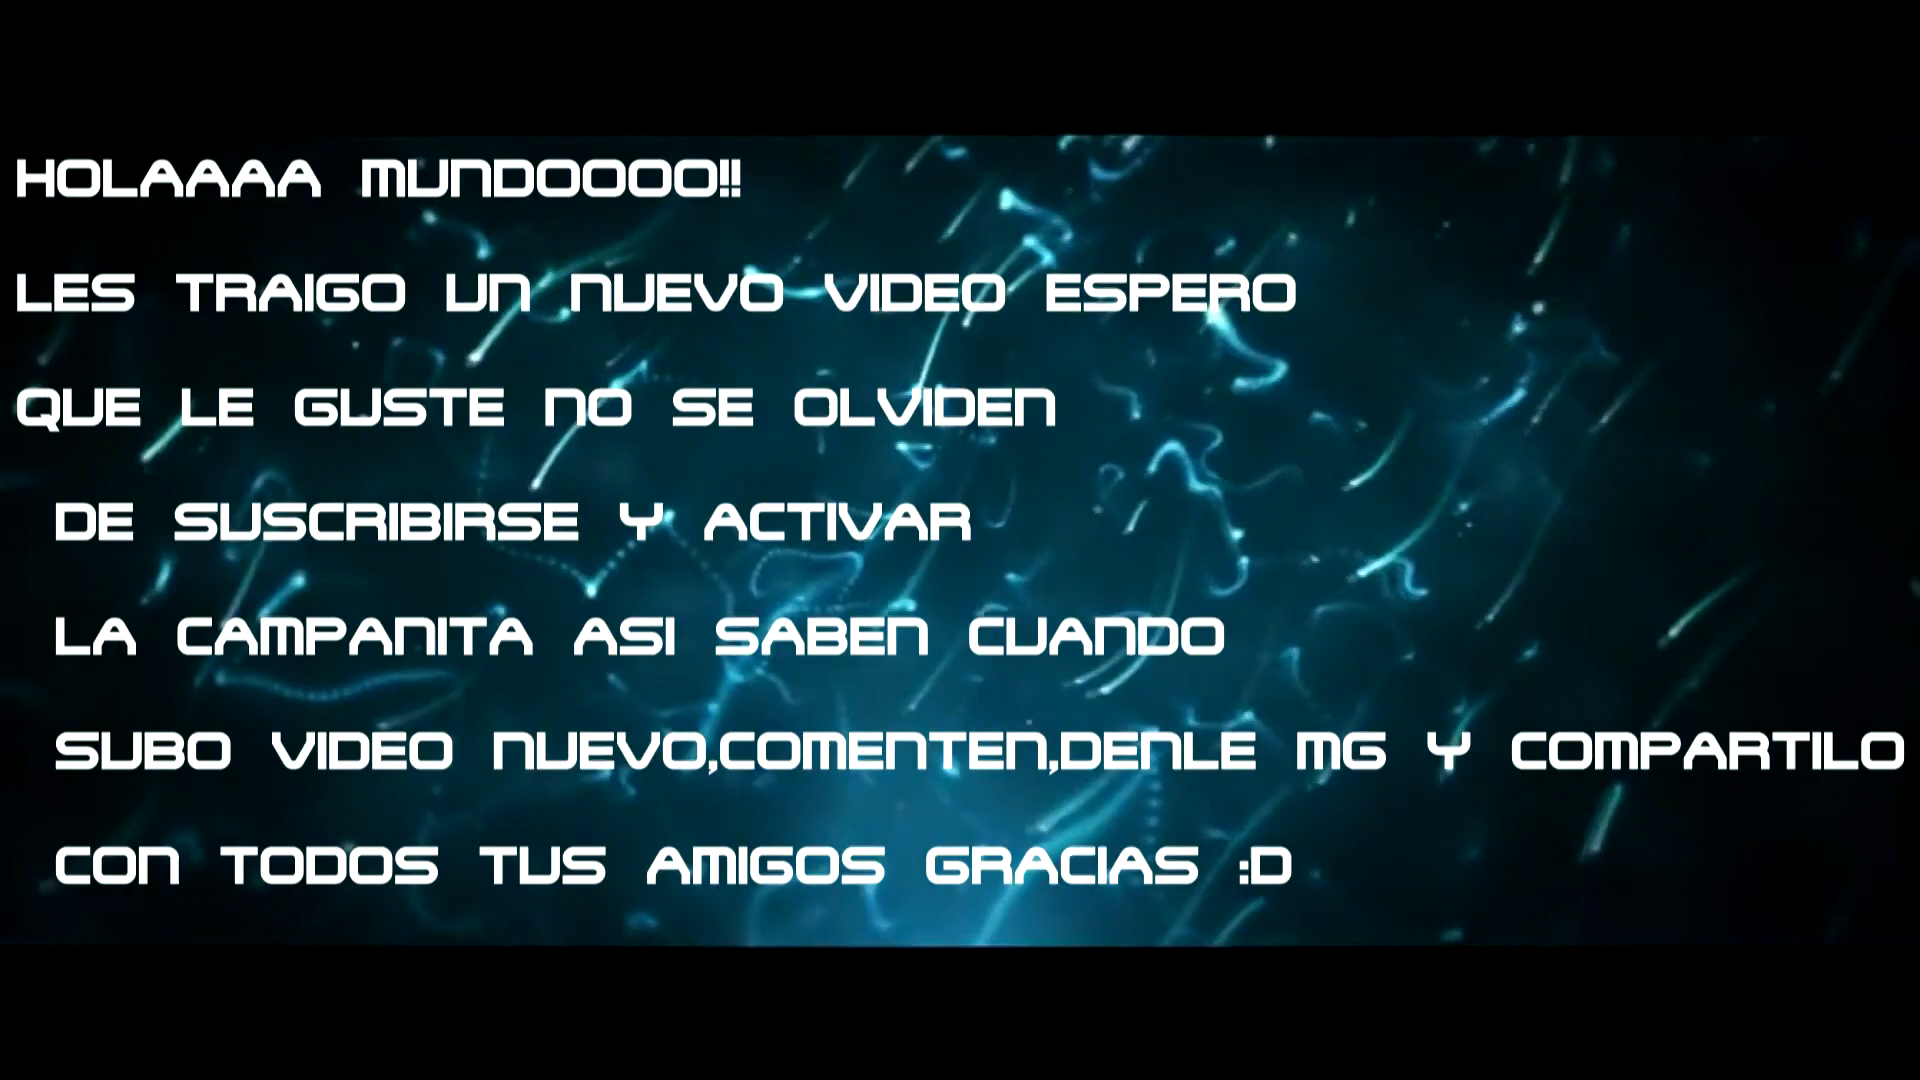 HOLAAAA MUNDOOOO!!
LES TRAIGO UN NUEVO VIDEO ESPERO
QUE LE GUSTE NO SE OLVIDEN
DE SUSCRIBIRSE Y ACTIVAR
LA CAMPANITA ASI SABEN CUANDO
SUBO VIDEO NUEVO,COMENTEN,DENLE MG Y COMPARTILO
CON TODOS TUS AMIGOS GRACIAS :D